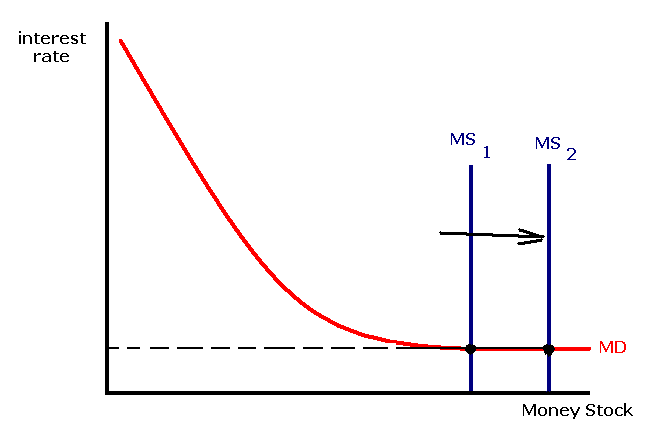 interest
rate
MS 1
MS 2
MD
Money Stock